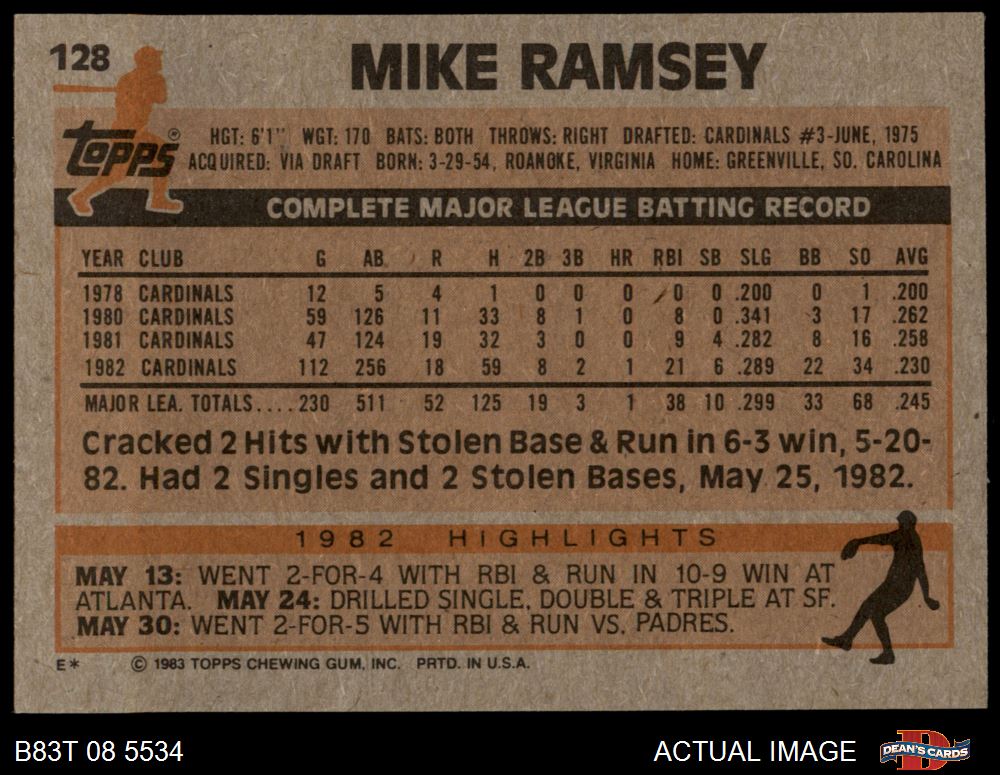 128
MIKE RAMSEY
Topps®
HGT: 6'1" WGT: 170 BATS: BOTH THROWS: RIGHT DRAFTED: CARDINALS #3-JUNE, 1975
ACQUIRED: VIA DRAFT BORN: 3-29-54, ROANOKE, VIRGINIA HOME: GREENVILLE, SO. CAROLINA
COMPLETE MAJOR LEAGUE BATTING RECORD
YEAR CLUB G AB R H 2B 3B HR RBI SB SLG BB SO AVG
1978 CARDINALS 12 5 4 1 0 0 0 0 0 .200 0 1 .200
1980 CARDINALS 59 126 11 33 8 1 0 8 0 .341 3 17 .262
1981 CARDINALS 47 124 19 32 3 0 0 9 4 .282 8 16 .258
1982 CARDINALS 112 256 18 59 8 2 1 21 6 .289 22 34 .230
MAJOR LEA. TOTALS....230 511 52 125 19 3 1 38 10 .299 33 68 .245
Cracked 2 Hits with Stolen Base & Run in 6-3 win, 5-20-
82. Had 2 Singles and 2 Stolen Bases, May 25, 1982.
1982 HIGHLIGHTS
MAY 13: WENT 2-FOR-4 WITH RBI & RUN IN 10-9 WIN AT
ATLANTA. MAY 24: DRILLED SINGLE, DOUBLE & TRIPLE AT SF.
MAY 30: WENT 2-FOR-5 WITH RBI & RUN VS. PADRES.
E* © 1983 TOPPS CHEWING GUM, INC. PRTD. IN U.S.A.
B83T 08 5534 ACTUAL IMAGE D DEAN'S CARDS